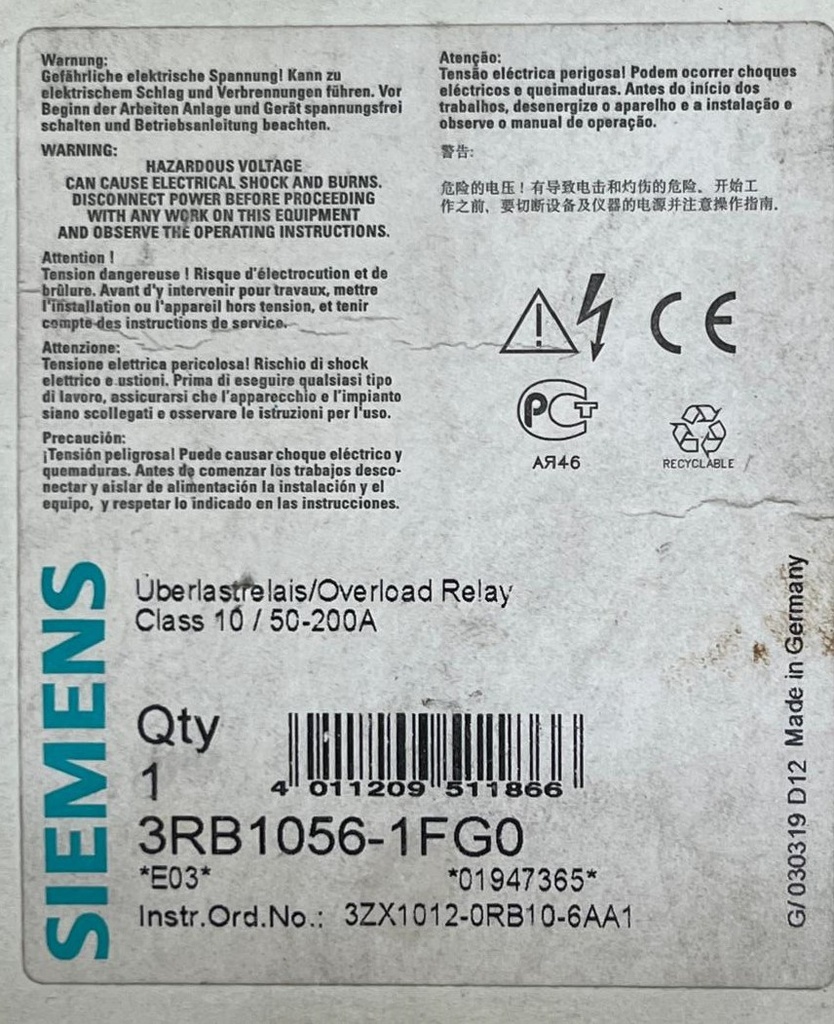 Warnung:
Gefährliche elektrische Spannung! Kann zu
elektrischem Schlag und Verbrennungen führen. Vor
Beginn der Arbeiten Anlage und Gerät spannungsfrei
schalten und Betriebsanleitung beachten.
WARNING:
HAZARDOUS VOLTAGE
CAN CAUSE ELECTRICAL SHOCK AND BURNS.
DISCONNECT POWER BEFORE PROCEEDING
WITH ANY WORK ON THIS EQUIPMENT
AND OBSERVE THE OPERATING INSTRUCTIONS.
Attention !
Tension dangereuse ! Risque d'électrocution et de
brûlure. Avant d'y intervenir pour travaux, mettre
l'installation ou l'appareil hors tension, et tenir
compte des instructions de service.
Attenzione:
Tensione elettrica pericolosa! Rischio di shock
elettrico e ustioni. Prima di eseguire qualsiasi tipo
di lavoro, assicurarsi che l'apparecchio e l'impianto
siano scollegati e osservare le istruzioni per l'uso.
Precaución:
¡Tensión peligrosa! Puede causar choque eléctrico y
quemaduras. Antes de comenzar los trabajos desco-
nectar y aislar de alimentación la instalación y el
equipo, y respetar lo indicado en las instrucciones.
Atenção:
Tensão eléctrica perigosa! Podem ocorrer choques
eléctricos e queimaduras. Antes do início dos
trabalhos, desenergize o aparelho e a instalação e
observe o manual de operação.
警告:
危险的电压！有导致电击和灼伤的危险。开始工
作之前，要切断设备及仪器的电源并注意操作指南.
CE
РСТ
АЯ46
RECYCLABLE
SIEMENS
Überlastrelais/Overload Relay
Class 10 / 50-200A
Qty
1
4 011209 511866
3RB1056-1FG0
*E03* *01947365*
Instr.Ord.No.: 3ZX1012-0RB10-6AA1
G/030319 D12 Made in Germany